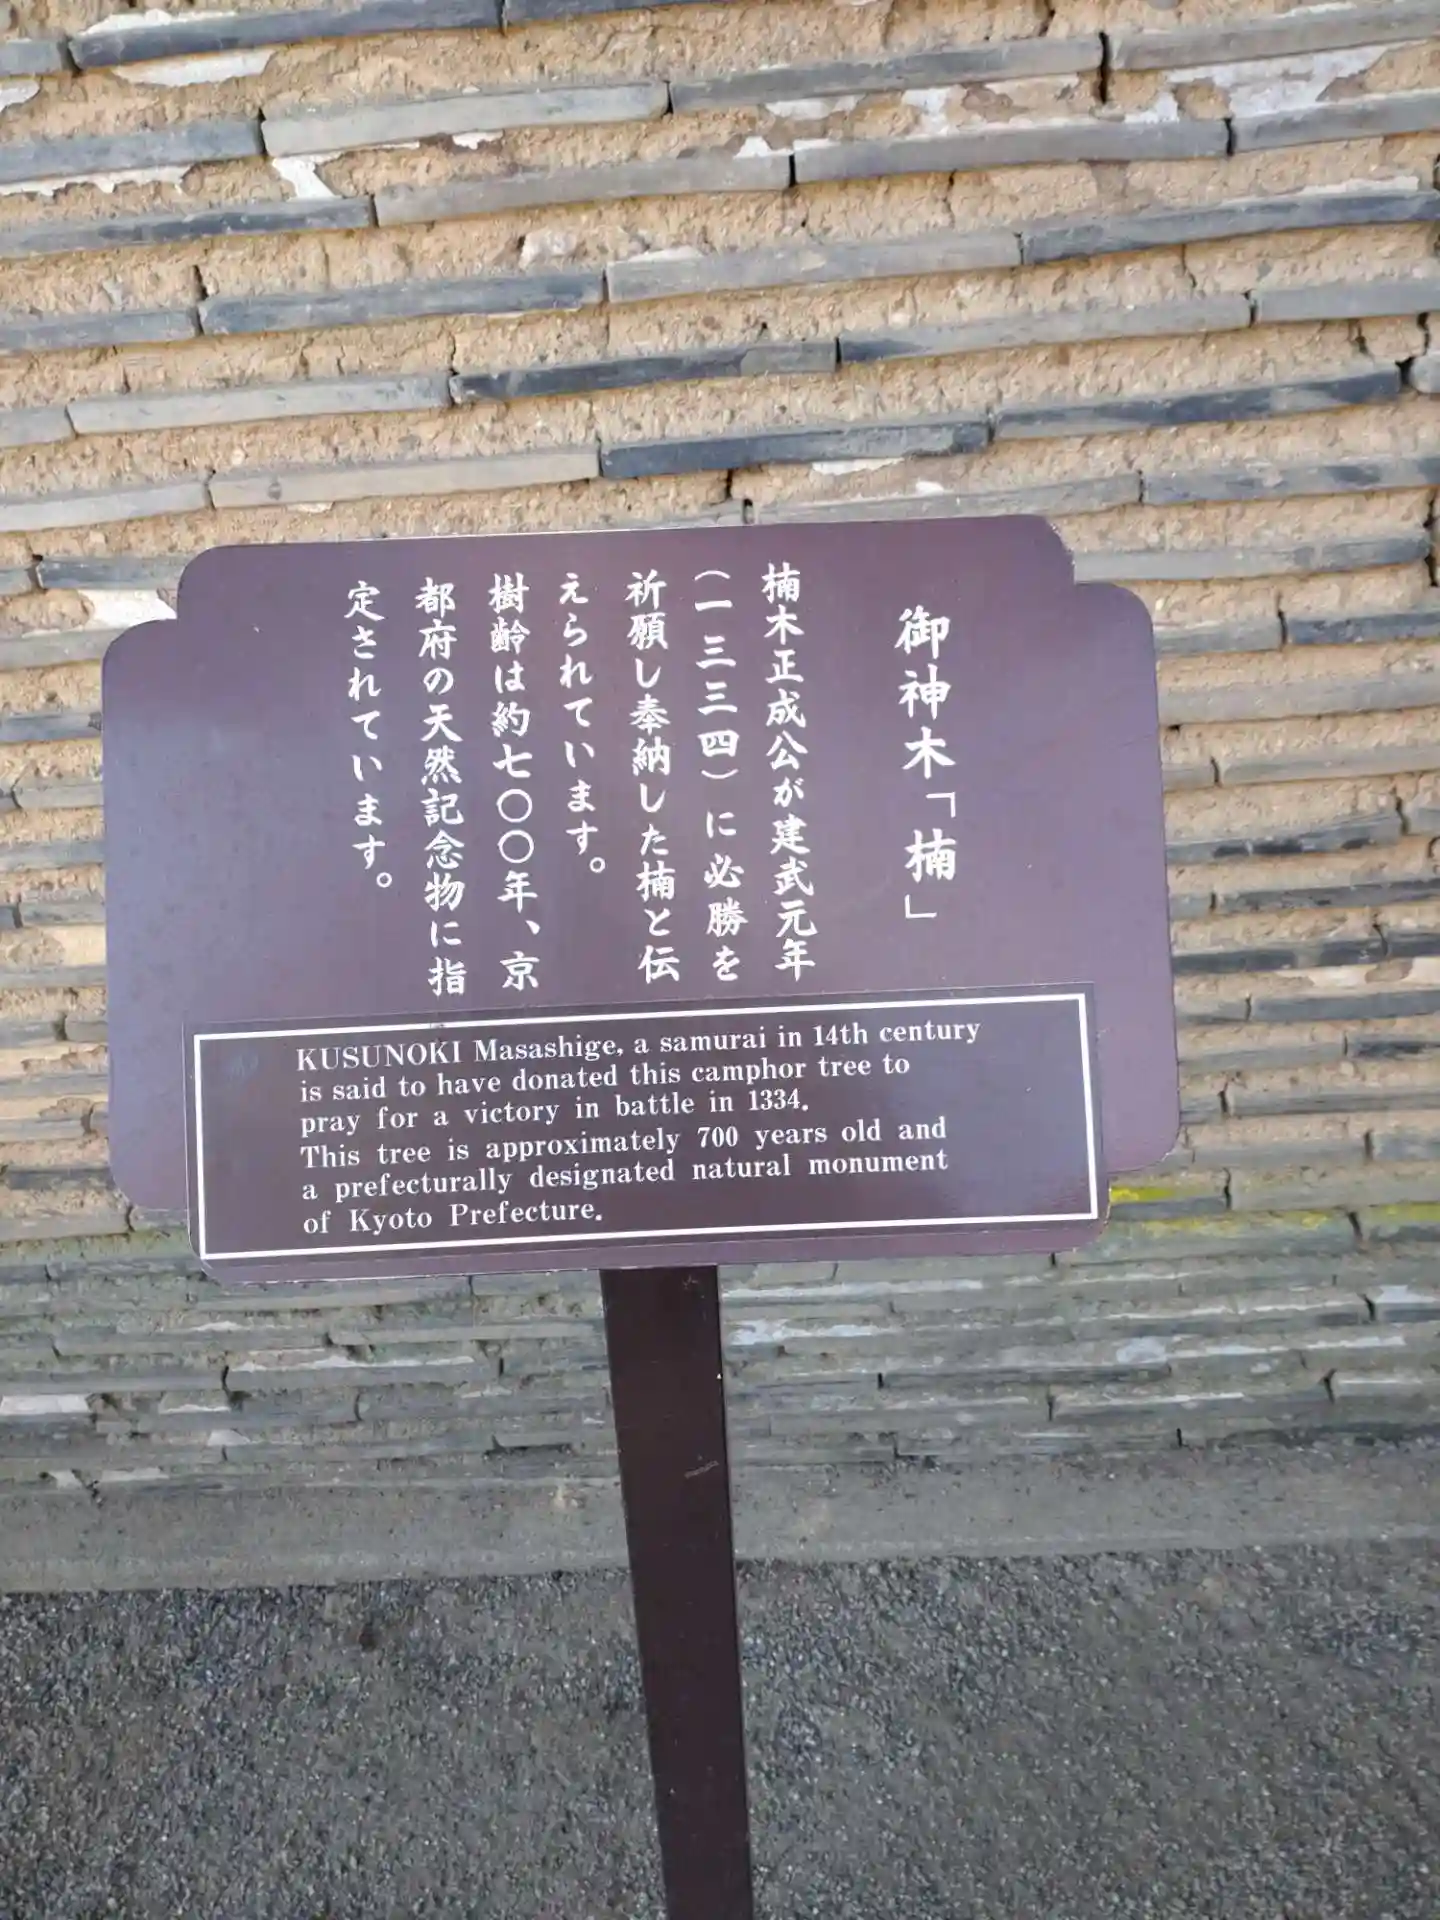 御神木「楠」
楠木正成公が建武元年
（一三三四）に必勝を
祈願し奉納した楠と伝
えられています。
樹齢は約七〇〇年、京
都府の天然記念物に指
定されています。
KUSUNOKI Masashige, a samurai in 14th century
is said to have donated this camphor tree to
pray for a victory in battle in 1334.
This tree is approximately 700 years old and
a prefecturally designated natural monument
of Kyoto Prefecture.